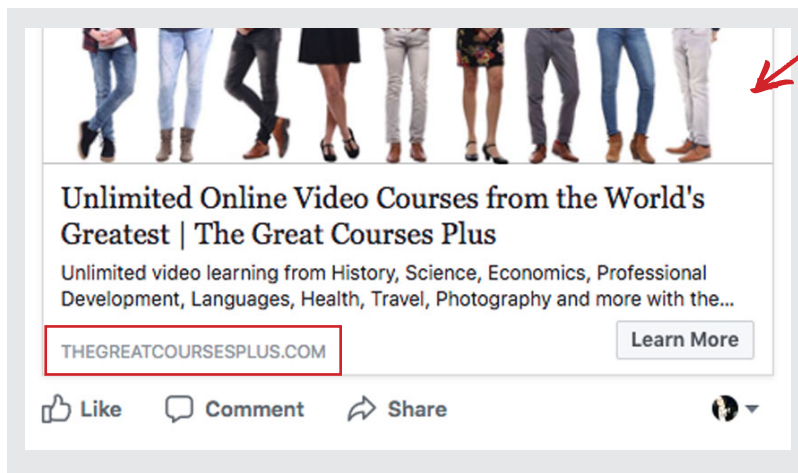 Unlimited Online Video Courses from the World's
Greatest | The Great Courses Plus
Unlimited video learning from History, Science, Economics, Professional
Development, Languages, Health, Travel, Photography and more with the...
THEGREATCOURSESPLUS.COM
Learn More
Like
Comment
Share